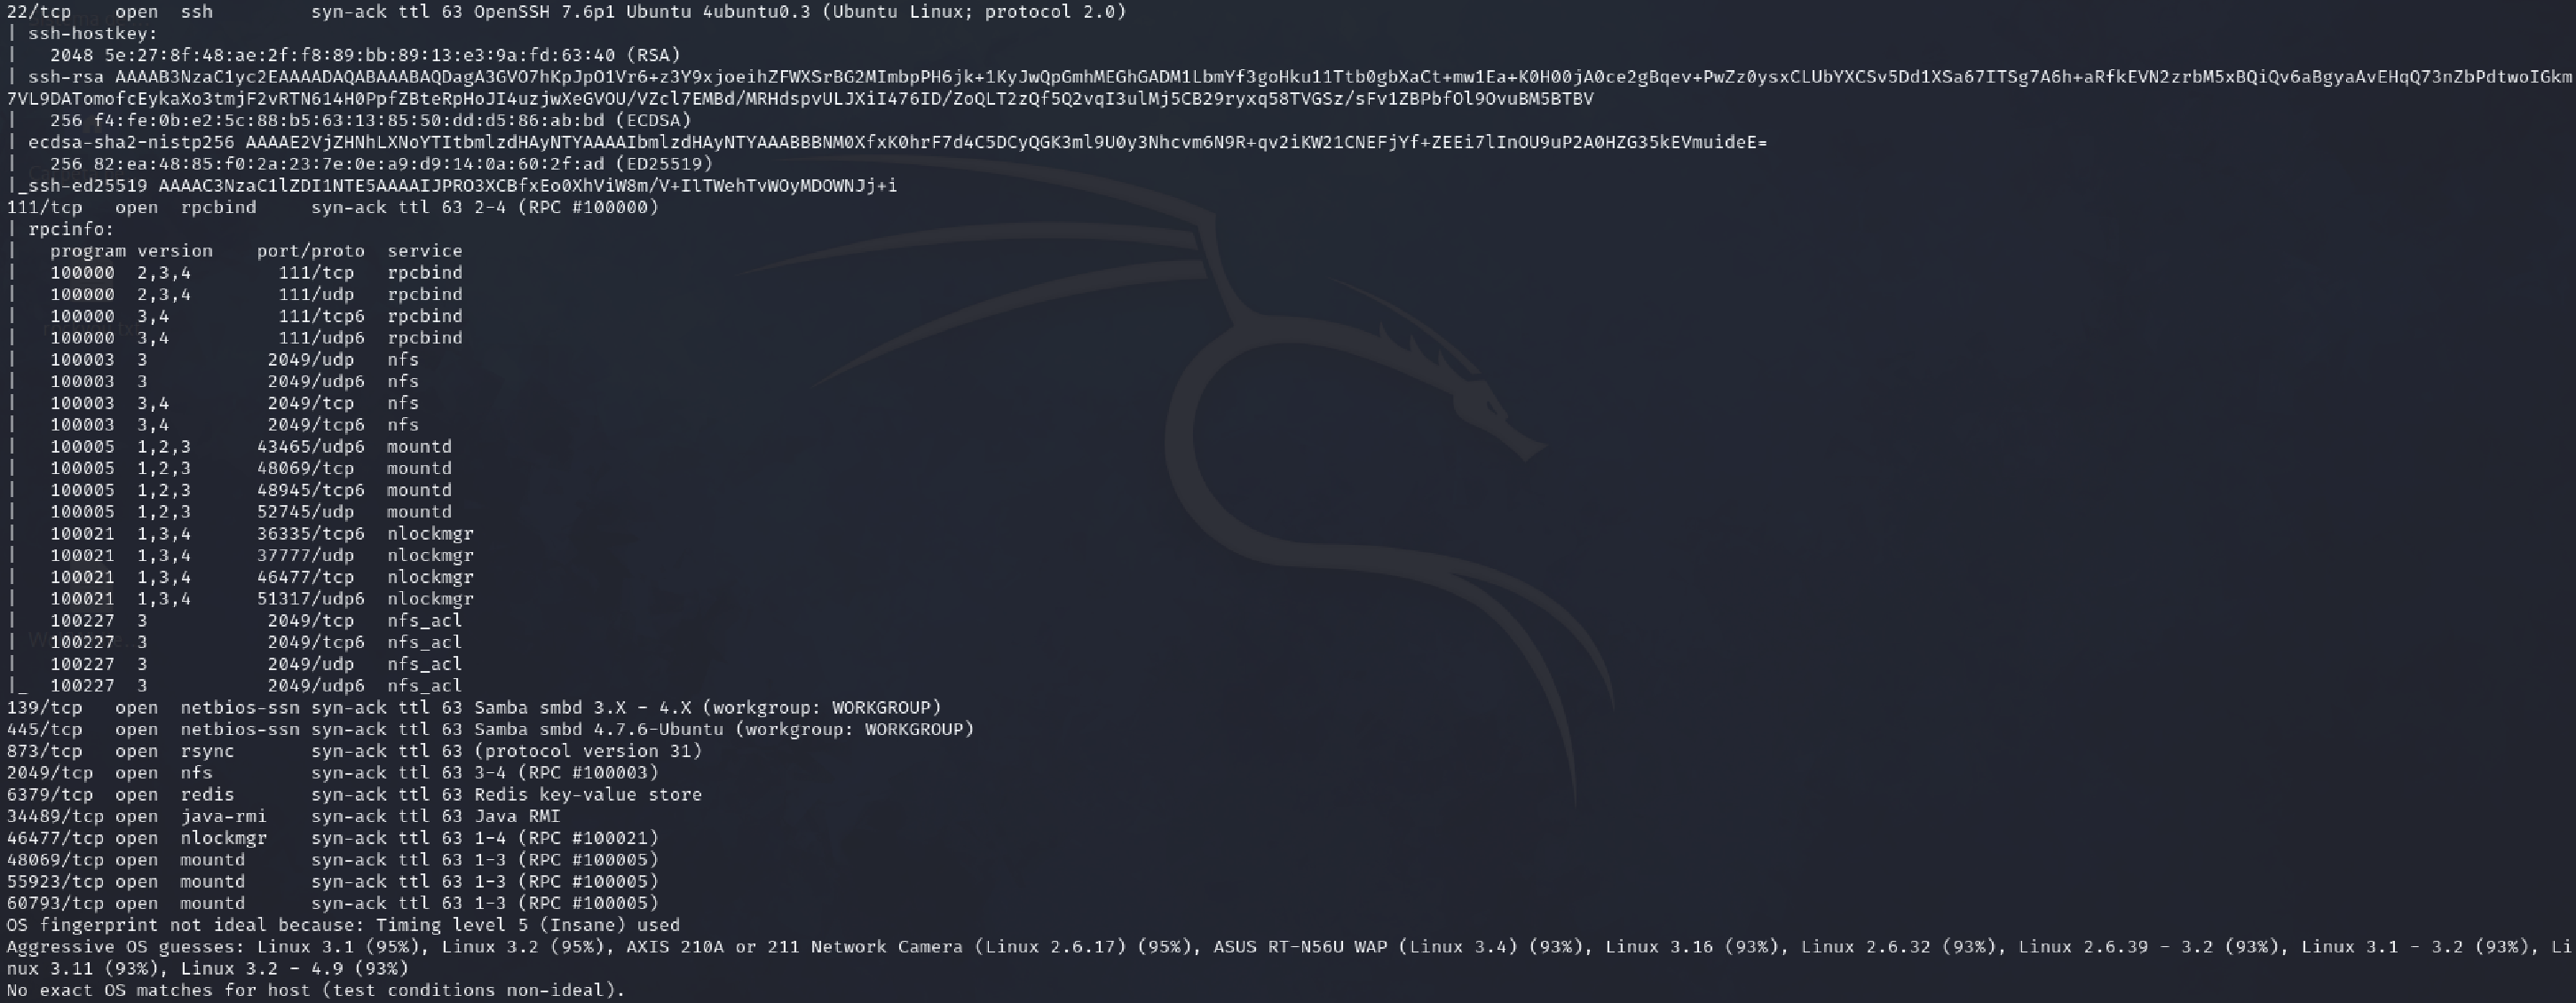 22/tcp    open  ssh         syn-ack ttl 63 OpenSSH 7.6p1 Ubuntu 4ubuntu0.3 (Ubuntu Linux; protocol 2.0)
| ssh-hostkey:
|   2048 5e:27:8f:48:ae:2f:f8:89:bb:89:13:e3:9a:fd:63:40 (RSA)
| ssh-rsa AAAAB3NzaC1yc2EAAAADAQABAAABAQDagA3GVO7hKpJpO1Vr6+z3Y9xjoeihZFWXSrBG2MImbpPH6jk+1KyJwQpGmhMEGhGADM1LbmYf3goHku11Ttb0gbXaCt+mw1Ea+K0H00jA0ce2gBqev+PwZz0ysxCLUbYXCSv5Dd1XSa67ITSg7A6h+aRfkEVN2zrbM5xBQiQv6aBgyaAvEHqQ73nZbPdtwoIGkm
7VL9DATomofcEykaXo3tmjF2vRTN614H0PpfZBteRpHoJI4uzjwXeGVOU/VZcl7EMBd/MRHdspvULJXiI476ID/ZoQLT2zQf5Q2vqI3ulMj5CB29ryxq58TVGSz/sFv1ZBPbfOl9OvuBM5BTBV
|   256 f4:fe:0b:e2:5c:88:b5:63:13:85:50:dd:d5:86:ab:bd (ECDSA)
| ecdsa-sha2-nistp256 AAAAE2VjZHNhLXNoYTItbmlzdHAyNTYAAAAIbmlzdHAyNTYAAABBBNM0XfxK0hrF7d4C5DCyQGK3ml9U0y3Nhcvm6N9R+qv2iKW21CNEFjYf+ZEEi7lInOU9uP2A0HZG35kEVmuideE=
|   256 82:ea:48:85:f0:2a:23:7e:0e:a9:d9:14:0a:60:2f:ad (ED25519)
|_ssh-ed25519 AAAAC3NzaC1lZDI1NTE5AAAAIJPRO3XCBfxEo0XhViW8m/V+IlTWehTvWOyMDOWNJj+i
111/tcp   open  rpcbind     syn-ack ttl 63 2-4 (RPC #100000)
| rpcinfo:
|   program version    port/proto  service
|   100000  2,3,4        111/tcp   rpcbind
|   100000  2,3,4        111/udp   rpcbind
|   100000  3,4          111/tcp6  rpcbind
|   100000  3,4          111/udp6  rpcbind
|   100003  3           2049/udp   nfs
|   100003  3           2049/udp6  nfs
|   100003  3,4         2049/tcp   nfs
|   100003  3,4         2049/tcp6  nfs
|   100005  1,2,3      43465/udp6  mountd
|   100005  1,2,3      48069/tcp   mountd
|   100005  1,2,3      48945/tcp6  mountd
|   100005  1,2,3      52745/udp   mountd
|   100021  1,3,4      36335/tcp6  nlockmgr
|   100021  1,3,4      37777/udp   nlockmgr
|   100021  1,3,4      46477/tcp   nlockmgr
|   100021  1,3,4      51317/udp6  nlockmgr
|   100227  3           2049/tcp   nfs_acl
|   100227  3           2049/tcp6  nfs_acl
|   100227  3           2049/udp   nfs_acl
|_  100227  3           2049/udp6  nfs_acl
139/tcp   open  netbios-ssn syn-ack ttl 63 Samba smbd 3.X - 4.X (workgroup: WORKGROUP)
445/tcp   open  netbios-ssn syn-ack ttl 63 Samba smbd 4.7.6-Ubuntu (workgroup: WORKGROUP)
873/tcp   open  rsync       syn-ack ttl 63 (protocol version 31)
2049/tcp  open  nfs         syn-ack ttl 63 3-4 (RPC #100003)
6379/tcp  open  redis       syn-ack ttl 63 Redis key-value store
34489/tcp open  java-rmi    syn-ack ttl 63 Java RMI
46477/tcp open  nlockmgr    syn-ack ttl 63 1-4 (RPC #100021)
48069/tcp open  mountd      syn-ack ttl 63 1-3 (RPC #100005)
55923/tcp open  mountd      syn-ack ttl 63 1-3 (RPC #100005)
60793/tcp open  mountd      syn-ack ttl 63 1-3 (RPC #100005)
OS fingerprint not ideal because: Timing level 5 (Insane) used
Aggressive OS guesses: Linux 3.1 (95%), Linux 3.2 (95%), AXIS 210A or 211 Network Camera (Linux 2.6.17) (95%), ASUS RT-N56U WAP (Linux 3.4) (93%), Linux 3.16 (93%), Linux 2.6.32 (93%), Linux 2.6.39 - 3.2 (93%), Linux 3.1 - 3.2 (93%), Li
nux 3.11 (93%), Linux 3.2 - 4.9 (93%)
No exact OS matches for host (test conditions non-ideal).